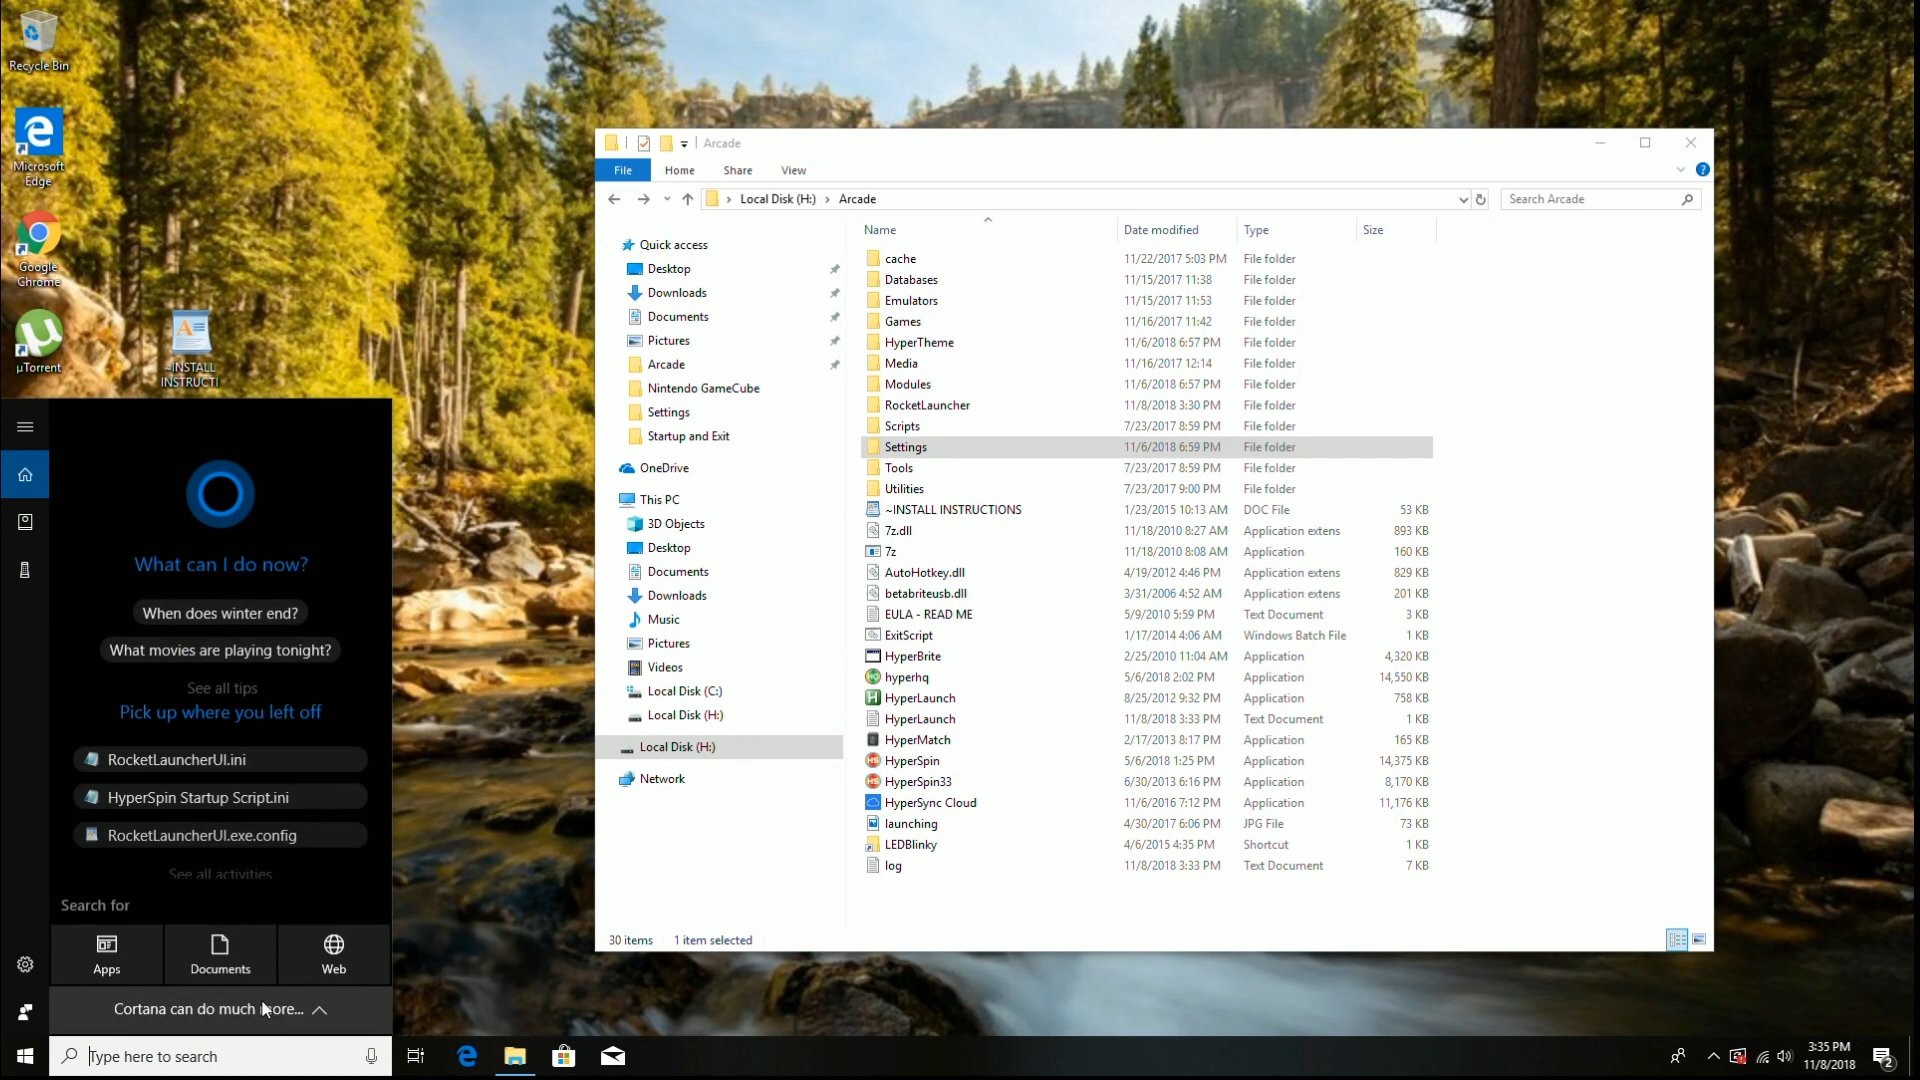 Recycle Bin
Microsoft
Edge
Google
Chrome
µTorrent
~INSTALL
INSTRUCTI
What can I do now?
When does winter end?
What movies are playing tonight?
See all tips
Pick up where you left off
RocketLauncherUI.ini
HyperSpin Startup Script.ini
RocketLauncherUI.exe.config
See all activities
Search for
Apps
Documents
Web
Cortana can do much more...
Type here to search
Arcade
File Home Share View
Local Disk (H:) › Arcade
Search Arcade
Quick access
Desktop
Downloads
Documents
Pictures
Arcade
Nintendo GameCube
Settings
Startup and Exit
OneDrive
This PC
3D Objects
Desktop
Documents
Downloads
Music
Pictures
Videos
Local Disk (C:)
Local Disk (H:)
Local Disk (H:)
Network
Name Date modified Type Size
cache 11/22/2017 5:03 PM File folder
Databases 11/15/2017 11:38 File folder
Emulators 11/15/2017 11:53 File folder
Games 11/16/2017 11:42 File folder
HyperTheme 11/6/2018 6:57 PM File folder
Media 11/16/2017 12:14 File folder
Modules 11/6/2018 6:57 PM File folder
RocketLauncher 11/8/2018 3:30 PM File folder
Scripts 7/23/2017 8:59 PM File folder
Settings 11/6/2018 6:59 PM File folder
Tools 7/23/2017 8:59 PM File folder
Utilities 7/23/2017 9:00 PM File folder
~INSTALL INSTRUCTIONS 1/23/2015 10:13 AM DOC File 53 KB
7z.dll 11/18/2010 8:27 AM Application extens 893 KB
7z 11/18/2010 8:08 AM Application 160 KB
AutoHotkey.dll 4/19/2012 4:46 PM Application extens 829 KB
betabriteusb.dll 3/31/2006 4:52 AM Application extens 201 KB
EULA - READ ME 5/9/2010 5:59 PM Text Document 3 KB
ExitScript 1/17/2014 4:06 AM Windows Batch File 1 KB
HyperBrite 2/25/2010 11:04 AM Application 4,320 KB
hyperhq 5/6/2018 2:02 PM Application 14,550 KB
HyperLaunch 8/25/2012 9:32 PM Application 758 KB
HyperLaunch 11/8/2018 3:33 PM Text Document 1 KB
HyperMatch 2/17/2013 8:17 PM Application 165 KB
HyperSpin 5/6/2018 1:25 PM Application 14,375 KB
HyperSpin33 6/30/2013 6:16 PM Application 8,170 KB
HyperSync Cloud 11/6/2016 7:12 PM Application 11,176 KB
launching 4/30/2017 6:06 PM JPG File 73 KB
LEDBlinky 4/6/2015 4:35 PM Shortcut 1 KB
log 11/8/2018 3:33 PM Text Document 7 KB
30 items 1 item selected
3:35 PM
11/8/2018
2